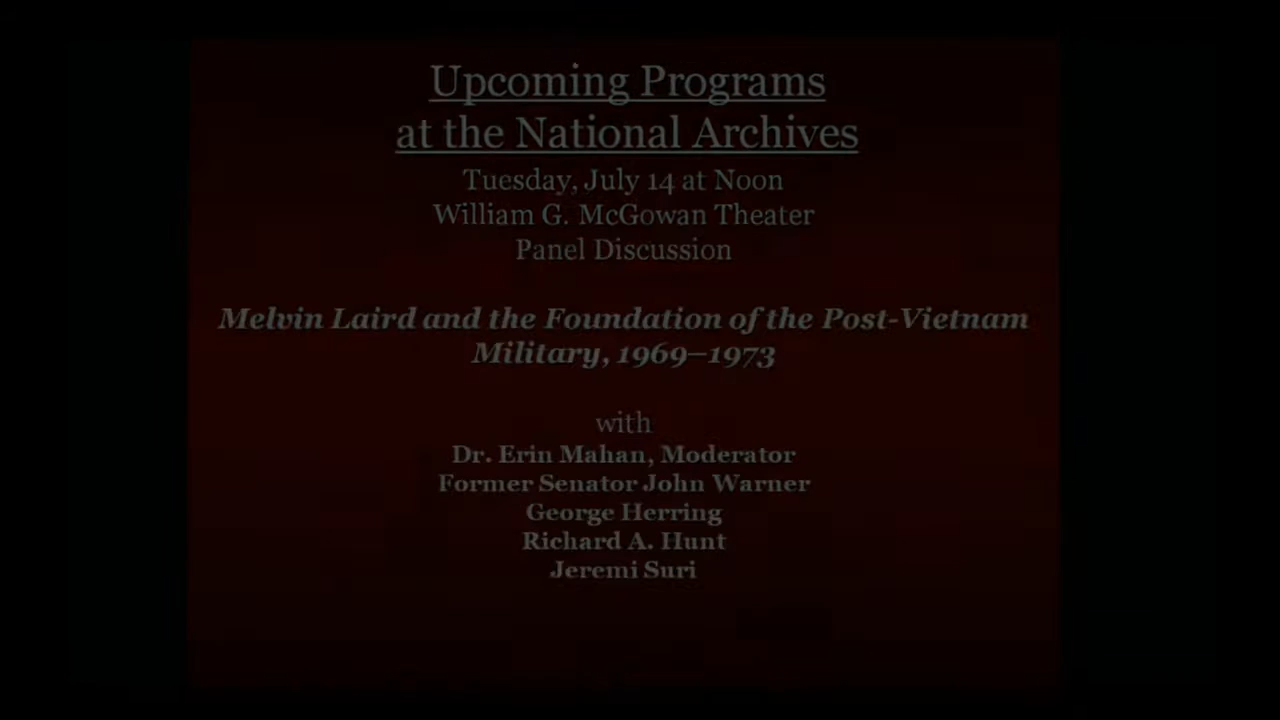 Upcoming Programs
at the National Archives
Tuesday, July 14 at Noon
William G. McGowan Theater
Panel Discussion
Melvin Laird and the Foundation of the Post-Vietnam
Military, 1969–1973
with
Dr. Erin Mahan, Moderator
Former Senator John Warner
George Herring
Richard A. Hunt
Jeremi Suri